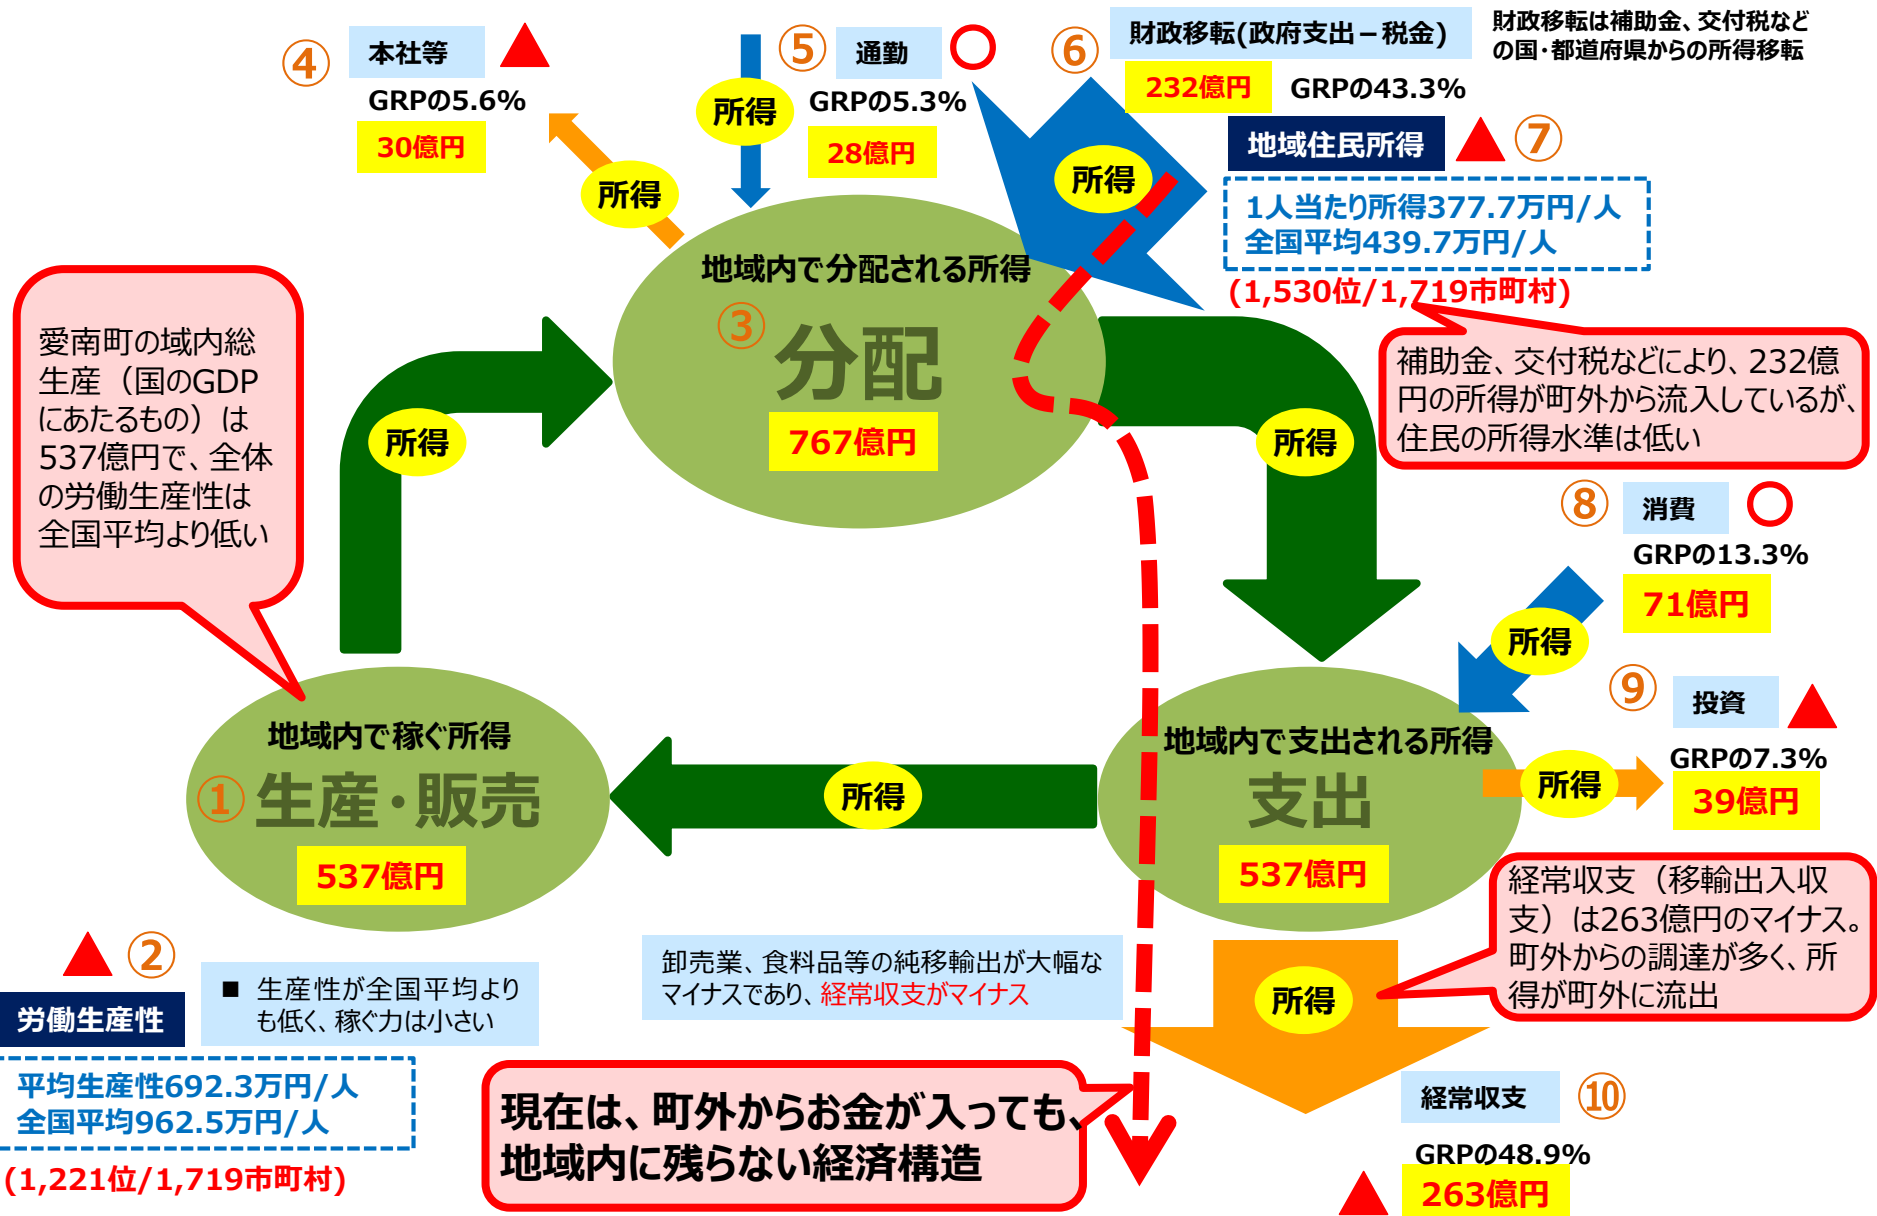 ④
本社等
GRPの5.6%
30億円
所得
所得
⑤
通勤
GRPの5.3%
28億円
⑥
財政移転(政府支出－税金)
232億円
GRPの43.3%
財政移転は補助金、交付税など
の国・都道府県からの所得移転
所得
地域住民所得
⑦
1人当たり所得377.7万円/人
全国平均439.7万円/人
(1,530位/1,719市町村)
補助金、交付税などにより、232億
円の所得が町外から流入しているが、
住民の所得水準は低い
愛南町の域内総
生産（国のGDP
にあたるもの）は
537億円で、全体
の労働生産性は
全国平均より低い
地域内で分配される所得
③
分配
767億円
所得
所得
⑧
消費
GRPの13.3%
71億円
所得
⑨
投資
GRPの7.3%
39億円
所得
地域内で稼ぐ所得
①
生産・販売
537億円
所得
地域内で支出される所得
支出
537億円
経常収支（移輸出入収
支）は263億円のマイナス。
町外からの調達が多く、所
得が町外に流出
②
労働生産性
■ 生産性が全国平均より
も低く、稼ぐ力は小さい
平均生産性692.3万円/人
全国平均962.5万円/人
(1,221位/1,719市町村)
卸売業、食料品等の純移輸出が大幅な
マイナスであり、経常収支がマイナス
所得
現在は、町外からお金が入っても、
地域内に残らない経済構造
経常収支
⑩
GRPの48.9%
263億円